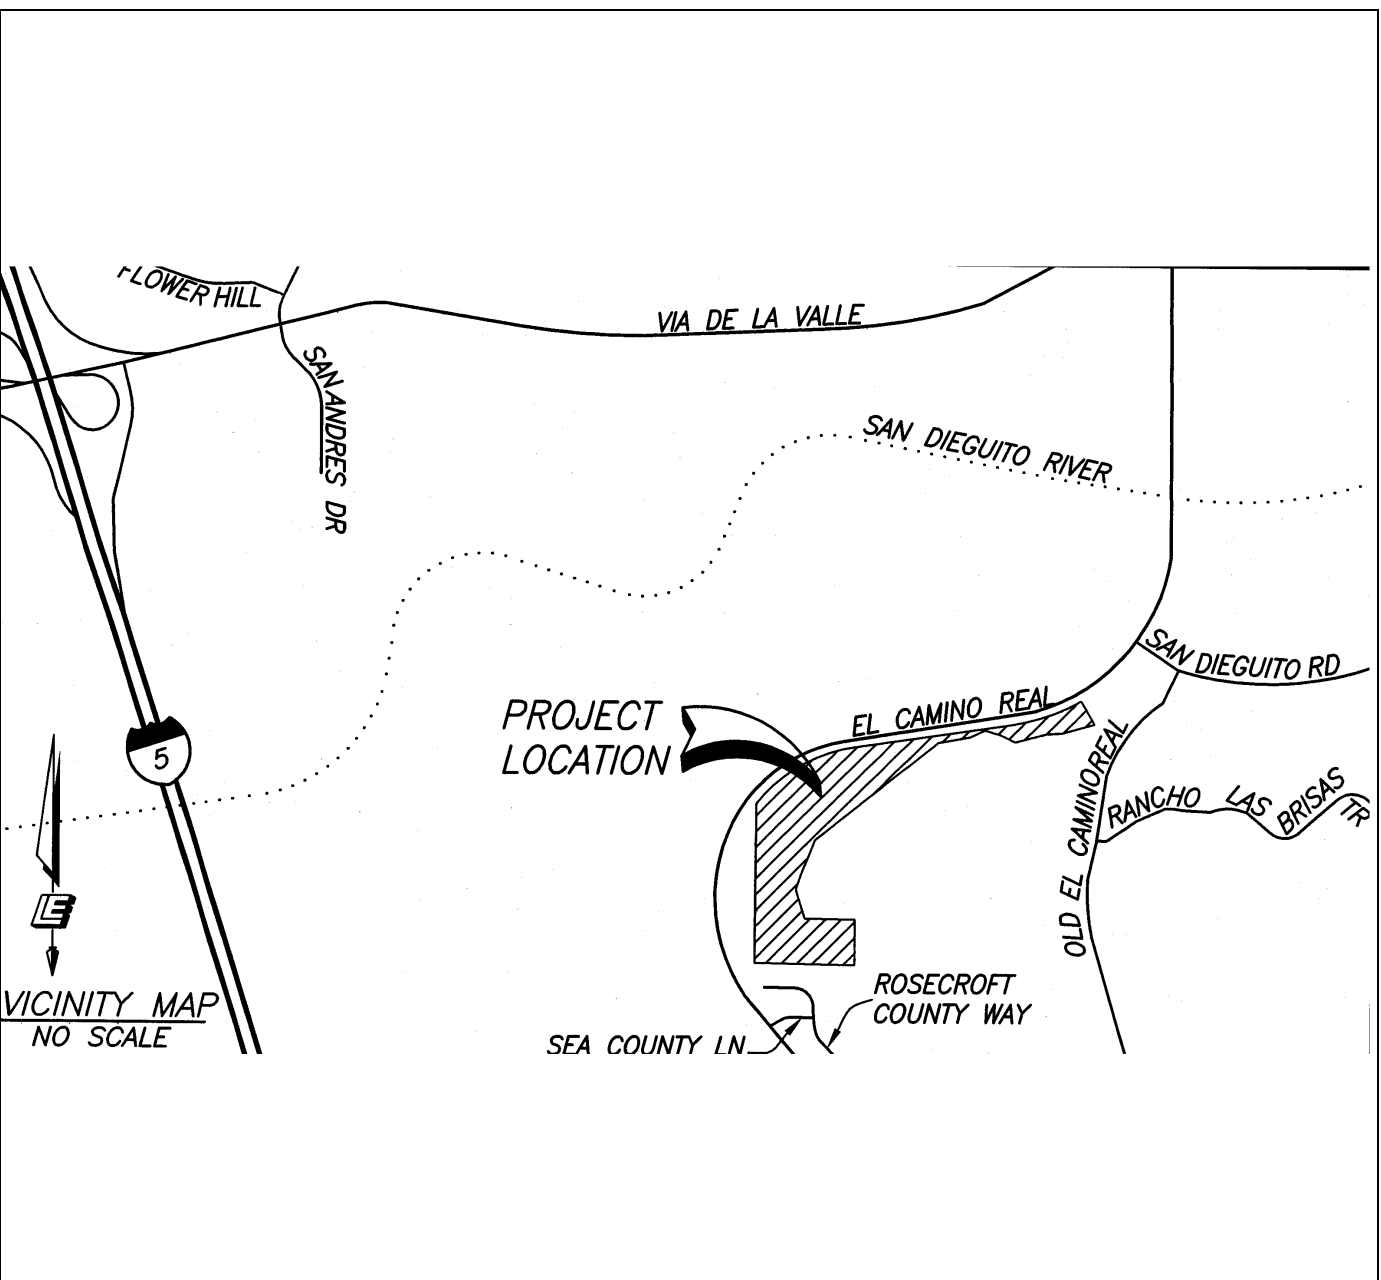 FLOWER HILL
VIA DE LA VALLE
SAN ANDRES DR
SAN DIEGUITO RIVER
SAN DIEGUITO RD
PROJECT
LOCATION
EL CAMINO REAL
5
OLD EL CAMINO REAL
RANCHO LAS BRISAS TR
LE
VICINITY MAP
NO SCALE
ROSECROFT
COUNTY WAY
SEA COUNTY LN